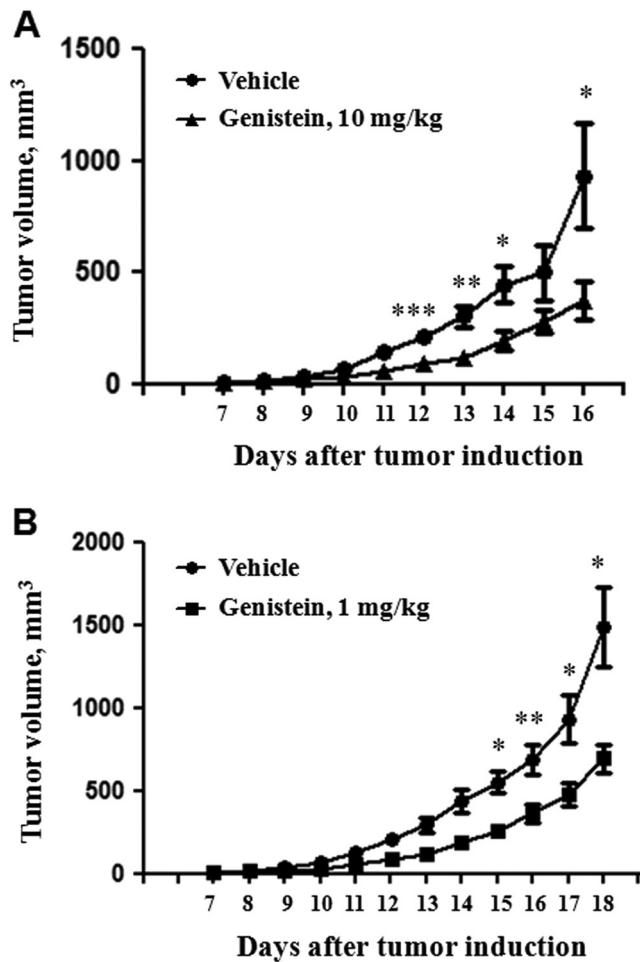 A
1500
1000
500
0
Tumor volume, mm³
Vehicle
Genistein, 10 mg/kg
*
*
**
***
7 8 9 10 11 12 13 14 15 16
Days after tumor induction
B
2000
1500
1000
500
0
Tumor volume, mm³
Vehicle
Genistein, 1 mg/kg
*
*
**
*
7 8 9 10 11 12 13 14 15 16 17 18
Days after tumor induction